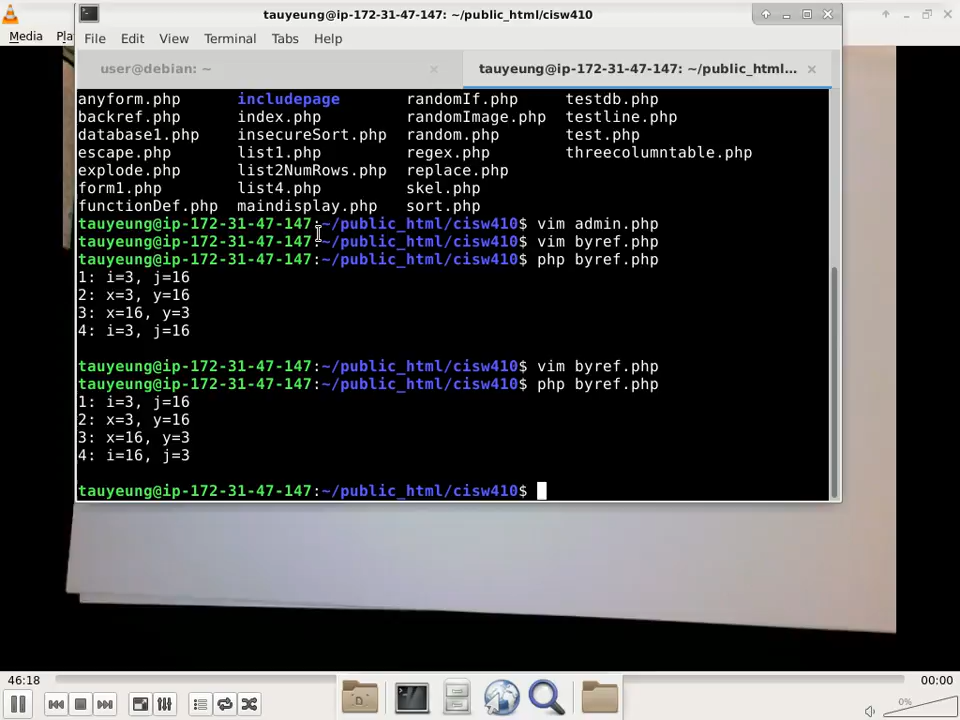 tauyeung@ip-172-31-47-147: ~/public_html/cisw410
Media
File Edit View Terminal Tabs Help
user@debian: ~
tauyeung@ip-172-31-47-147: ~/public_html...
anyform.php includepage randomIf.php testdb.php
backref.php index.php randomImage.php testline.php
database1.php insecureSort.php random.php test.php
escape.php list1.php regex.php threecolumntable.php
explode.php list2NumRows.php replace.php
form1.php list4.php skel.php
functionDef.php maindisplay.php sort.php
tauyeung@ip-172-31-47-147:~/public_html/cisw410$ vim admin.php
tauyeung@ip-172-31-47-147:~/public_html/cisw410$ vim byref.php
tauyeung@ip-172-31-47-147:~/public_html/cisw410$ php byref.php
1: i=3, j=16
2: x=3, y=16
3: x=16, y=3
4: i=3, j=16
tauyeung@ip-172-31-47-147:~/public_html/cisw410$ vim byref.php
tauyeung@ip-172-31-47-147:~/public_html/cisw410$ php byref.php
1: i=3, j=16
2: x=3, y=16
3: x=16, y=3
4: i=16, j=3
tauyeung@ip-172-31-47-147:~/public_html/cisw410$
46:18 00:00
0%